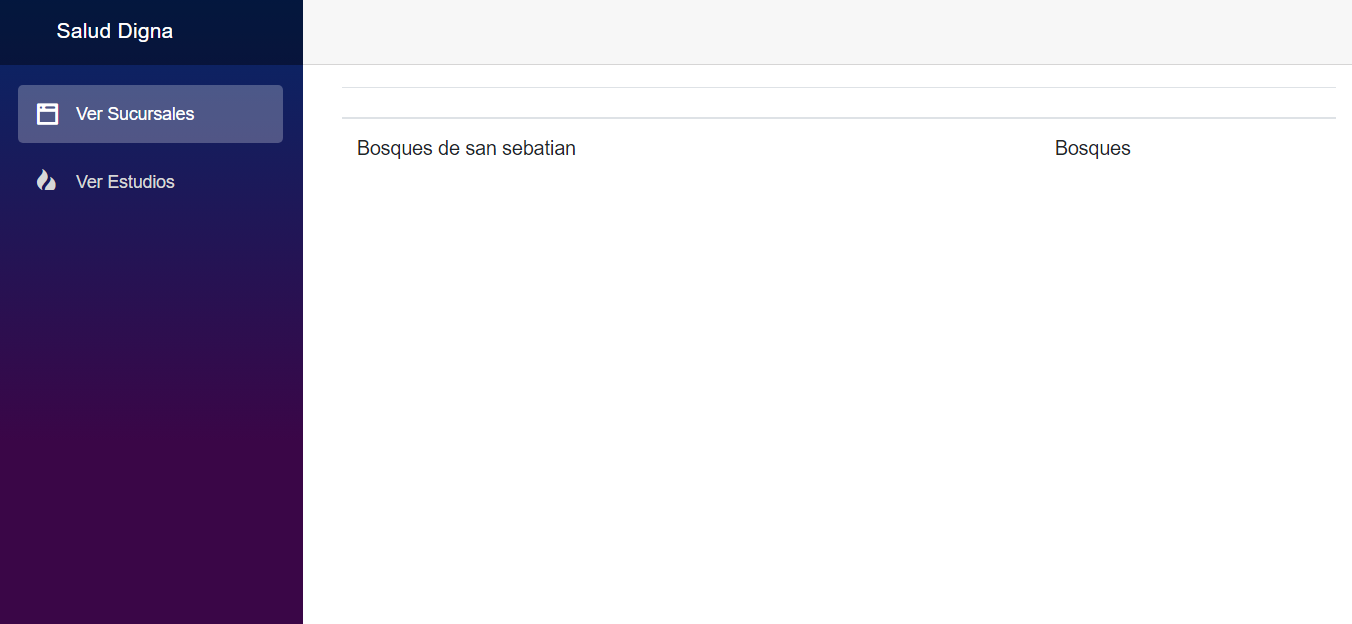 Salud Digna
Ver Sucursales
Ver Estudios
Bosques de san sebatian Bosques